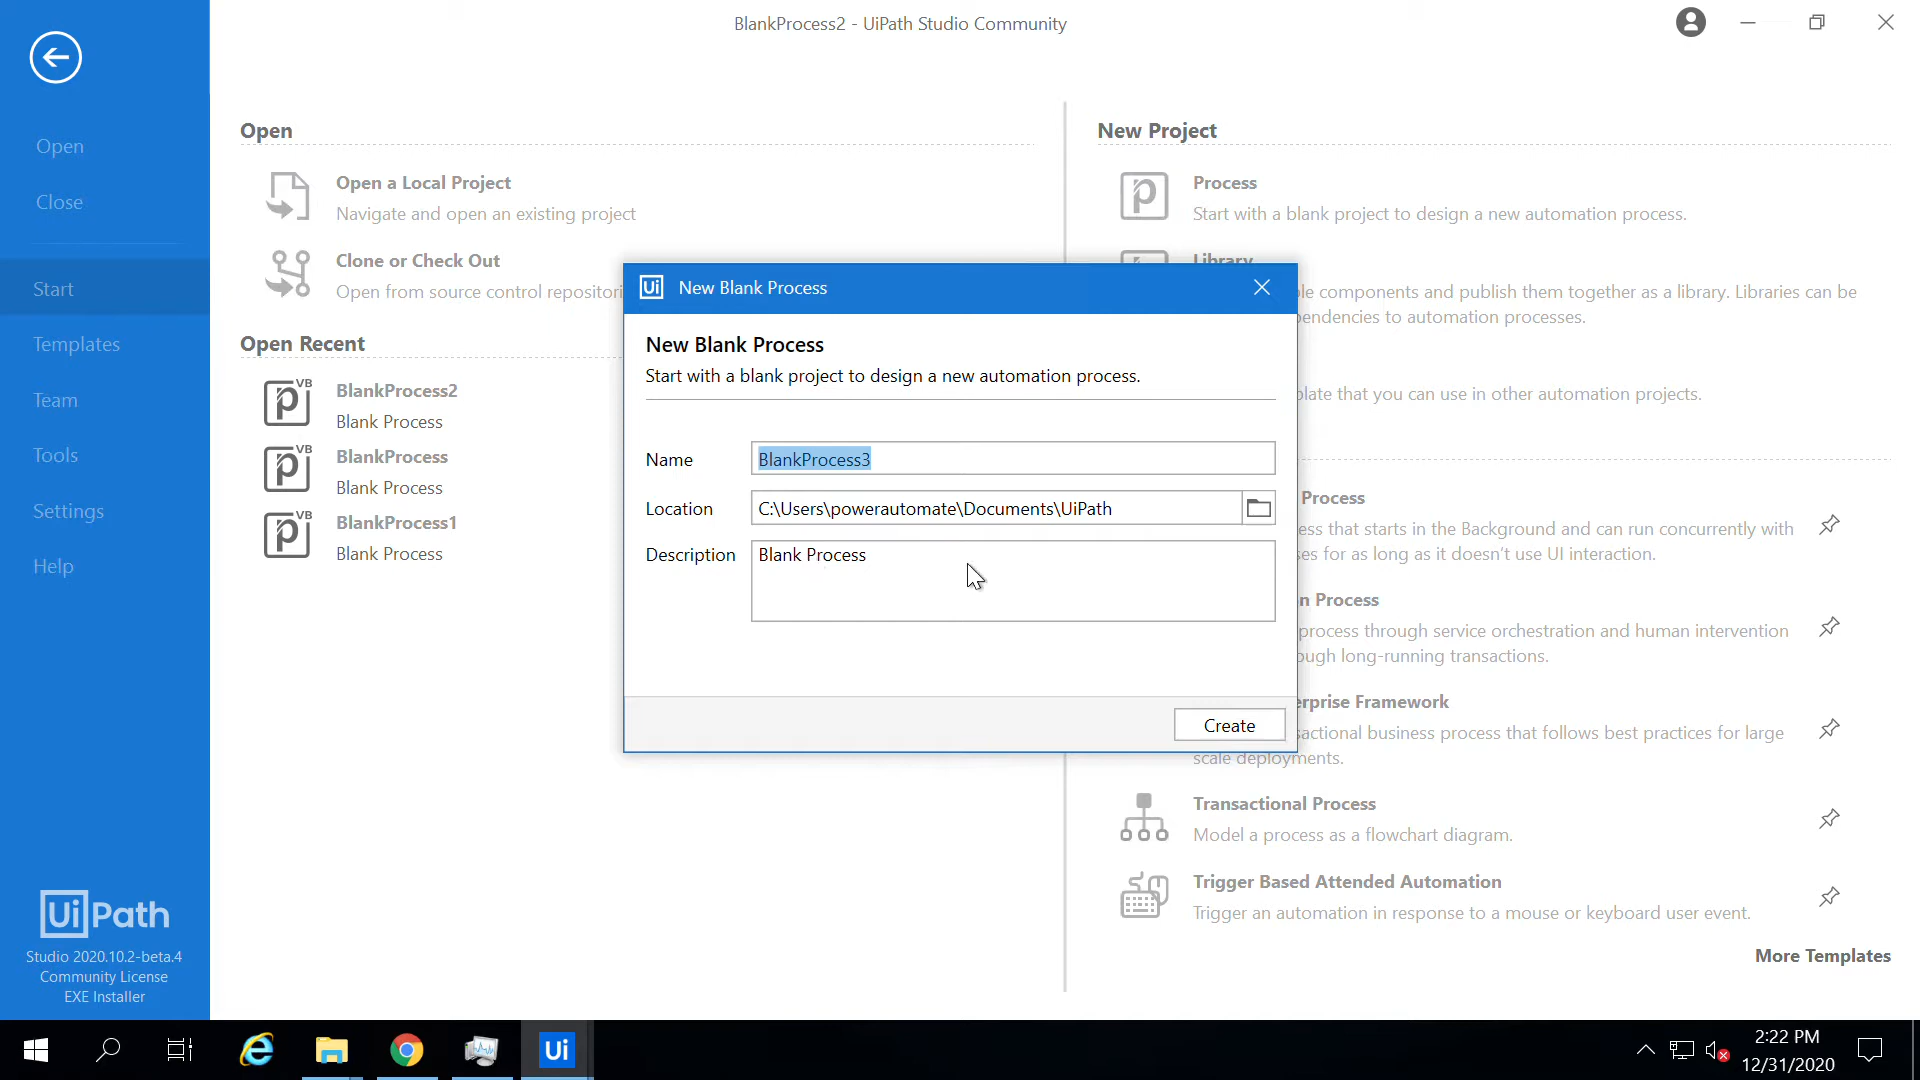 BlankProcess2 - UiPath Studio Community
Open
Close
Start
Templates
Team
Tools
Settings
Help
UiPath
Studio 2020.10.2-beta.4
Community License
EXE Installer
Open
Open a Local Project
Navigate and open an existing project
Clone or Check Out
Open from source control
Open Recent
VB
BlankProcess2
Blank Process
VB
BlankProcess
Blank Process
VB
BlankProcess1
Blank Process
Ui New Blank Process
New Blank Process
Start with a blank project to design a new automation process.
Name
BlankProcess3
Location
C:\Users\powerautomate\Documents\UiPath
Description
Blank Process
Create
New Project
Process
Start with a blank project to design a new automation process.
Library
components and publish them together as a library. Libraries can be
to automation processes.
that you can use in other automation projects.
Process
that starts in the Background and can run concurrently with
for as long as it doesn't use UI interaction.
Process
process through service orchestration and human intervention
long-running transactions.
Framework
business process that follows best practices for large
scale deployments.
Transactional Process
Model a process as a flowchart diagram.
Trigger Based Attended Automation
Trigger an automation in response to a mouse or keyboard user event.
More Templates
Ui
2:22 PM
12/31/2020